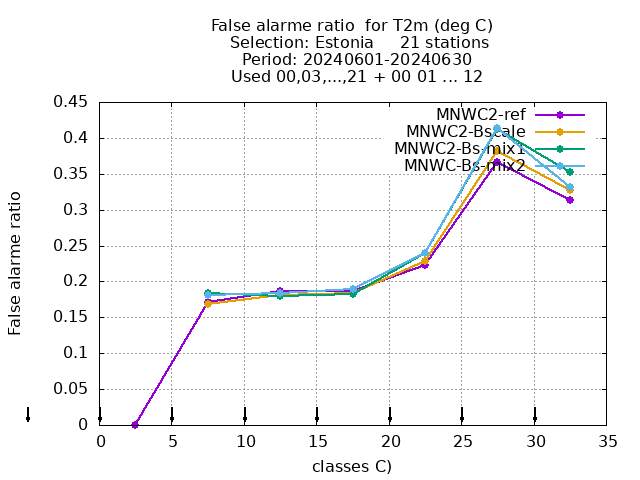 False alarme ratio  for T2m (deg C)
Selection: Estonia     21 stations
Period: 20240601-20240630
Used 00,03,...,21 + 00 01 ... 12
MNWC2-ref
MNWC2-Bscale
MNWC2-Bs-mix1
MNWC-Bs-mix2
False alarme ratio
0.45
0.4
0.35
0.3
0.25
0.2
0.15
0.1
0.05
0
0 5 10 15 20 25 30 35
classes C)